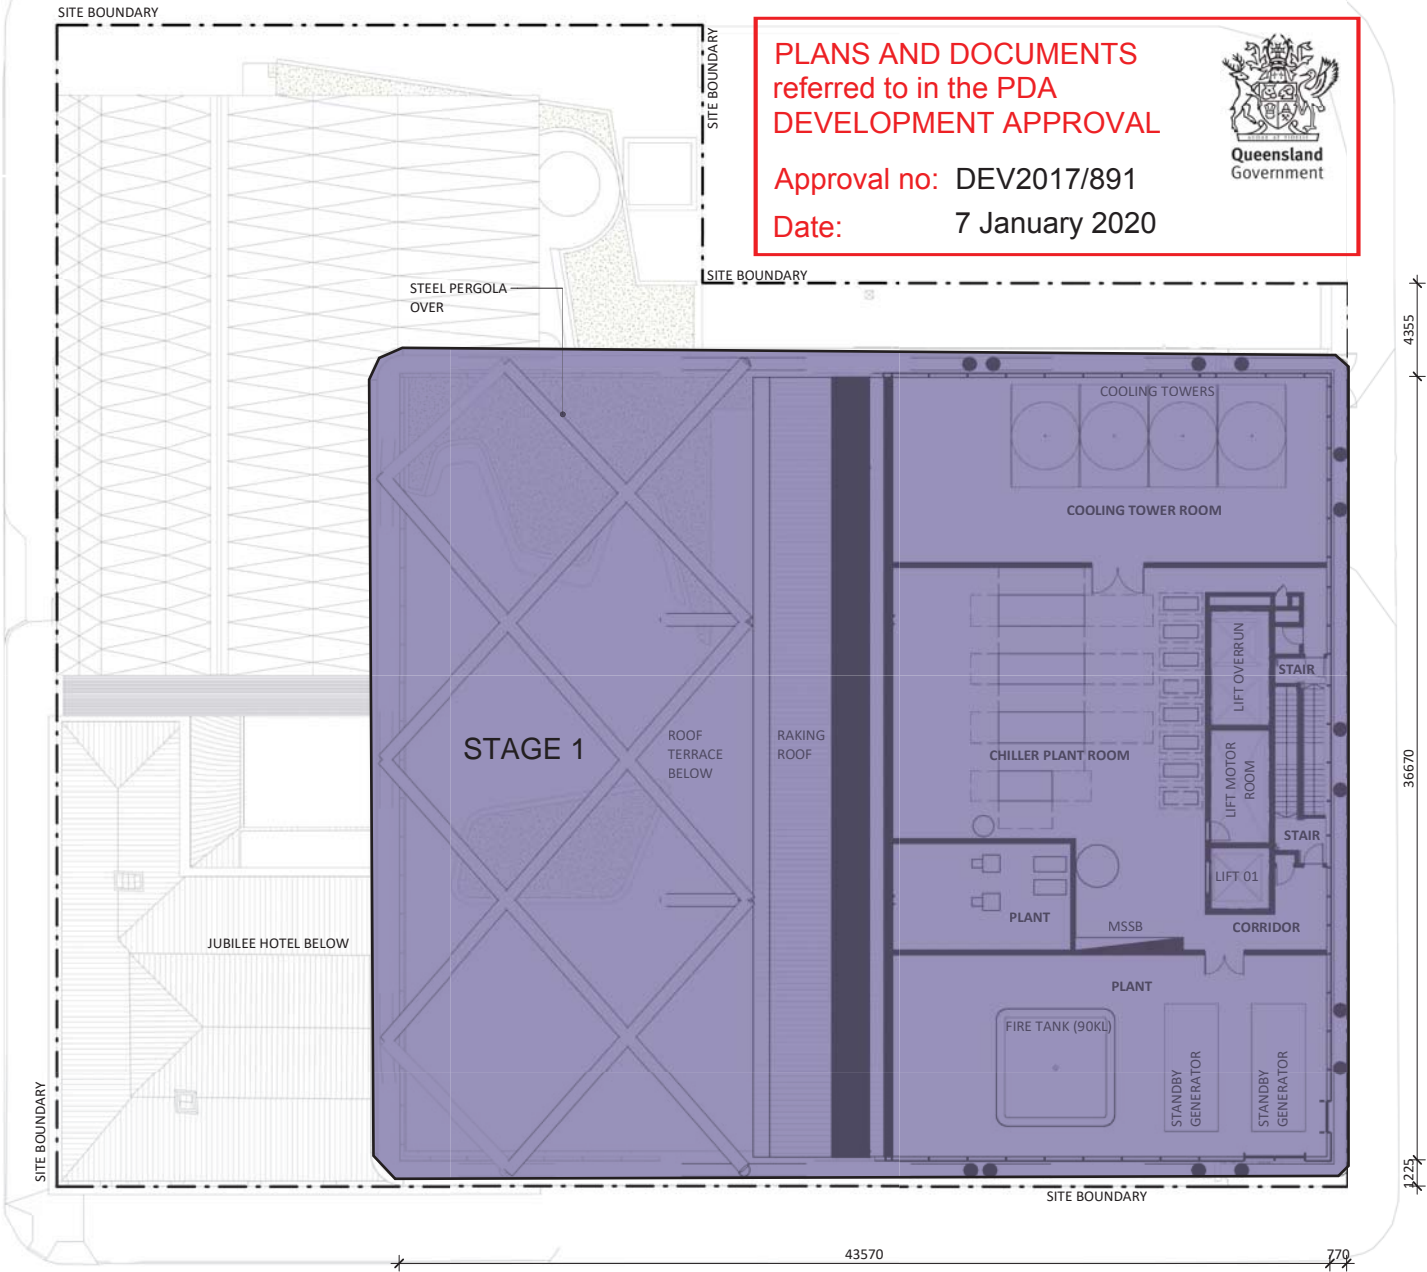 SITE BOUNDARY
SITE BOUNDARY
PLANS AND DOCUMENTS
referred to in the PDA
DEVELOPMENT APPROVAL
Approval no: DEV2017/891
Date: 7 January 2020
Queensland
Government
SITE BOUNDARY
STEEL PERGOLA
OVER
4355
COOLING TOWERS
COOLING TOWER ROOM
LIFT OVERRUN
STAIR
STAGE 1
ROOF
TERRACE
BELOW
RAKING
ROOF
CHILLER PLANT ROOM
LIFT MOTOR
ROOM
36670
STAIR
LIFT 01
PLANT
MSSB
CORRIDOR
JUBILEE HOTEL BELOW
PLANT
FIRE TANK (90KL)
STANDBY
GENERATOR
STANDBY
GENERATOR
SITE BOUNDARY
1225
SITE BOUNDARY
43570
770